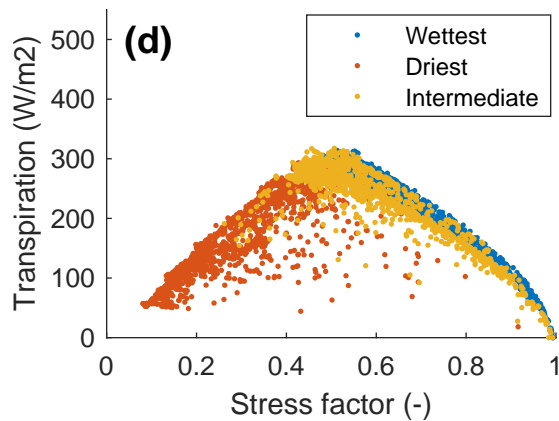 (d)
Wettest
Driest
Intermediate
Transpiration (W/m2)
500
400
300
200
100
0
0
0.2
0.4
0.6
0.8
1
Stress factor (-)